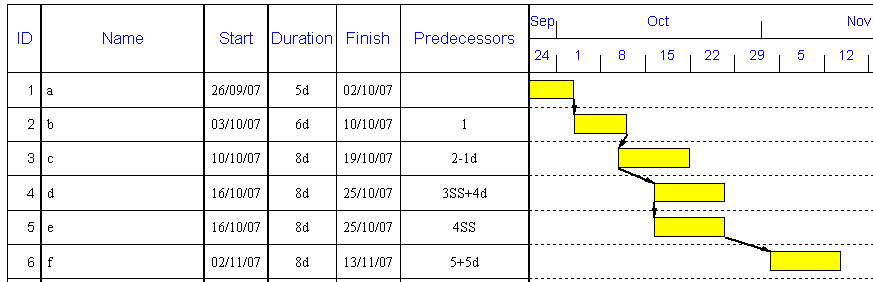 Sep Oct Nov
ID Name Start Duration Finish Predecessors
24 1 8 15 22 29 5 12
1 a 26/09/07 5d 02/10/07
2 b 03/10/07 6d 10/10/07 1
3 c 10/10/07 8d 19/10/07 2-1d
4 d 16/10/07 8d 25/10/07 3SS+4d
5 e 16/10/07 8d 25/10/07 4SS
6 f 02/11/07 8d 13/11/07 5+5d